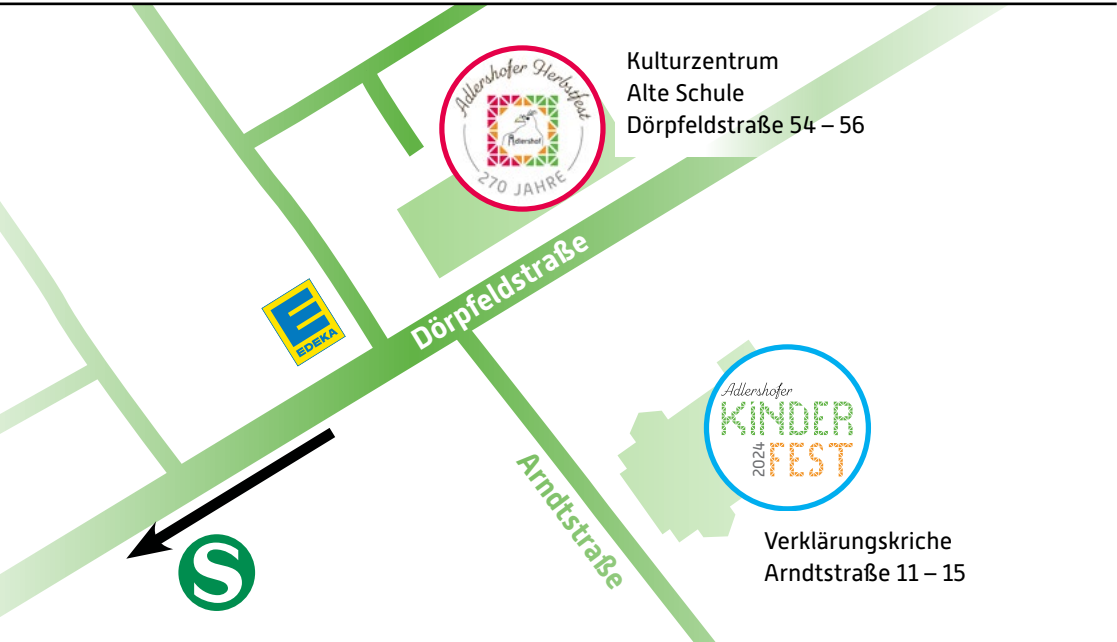 Adlershofer Herbstfest
Adlershof
270 JAHRE
Kulturzentrum
Alte Schule
Dörpfeldstraße 54 – 56
Dörpfeldstraße
EDEKA
Adlershofer
KINDER
2024 FEST
Arndtstraße
S
Verklärungskriche
Arndtstraße 11 – 15